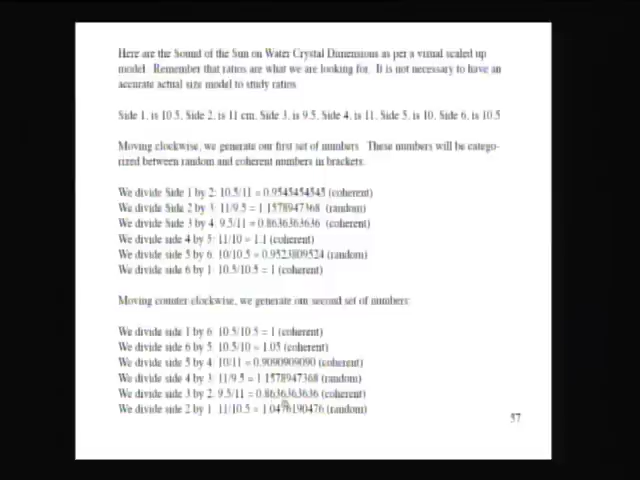 Here are the Sound of the Sun on Water Crystal Dimensions as per a visual scaled up
model. Remember that ratios are what we are looking for. It is not necessary to have an
accurate actual size model to study ratios
Side 1, is 10.5, Side 2, is 11 cm, Side 3, is 9.5, Side 4, is 11, Side 5, is 10, Side 6, is 10.5
Moving clockwise, we generate our first set of numbers. These numbers will be catego-
rized between random and coherent numbers in brackets.
We divide Side 1 by 2: 10.5/11 = 0.9545454545 (coherent)
We divide Side 2 by 3: 11/9.5 = 1.1578947368 (random)
We divide Side 3 by 4: 9.5/11 = 0.8636363636 (coherent)
We divide side 4 by 5: 11/10 = 1.1 (coherent)
We divide side 5 by 6: 10/10.5 = 0.9523809524 (random)
We divide side 6 by 1: 10.5/10.5 = 1 (coherent)
Moving counter clockwise, we generate our second set of numbers:
We divide side 1 by 6: 10.5/10.5 = 1 (coherent)
We divide side 6 by 5: 10.5/10 = 1.05 (coherent)
We divide side 5 by 4: 10/11 = 0.9090909090 (coherent)
We divide side 4 by 3: 11/9.5 = 1.1578947368 (random)
We divide side 3 by 2: 9.5/11 = 0.8636363636 (coherent)
We divide side 2 by 1: 11/10.5 = 1.0476190476 (random)
57